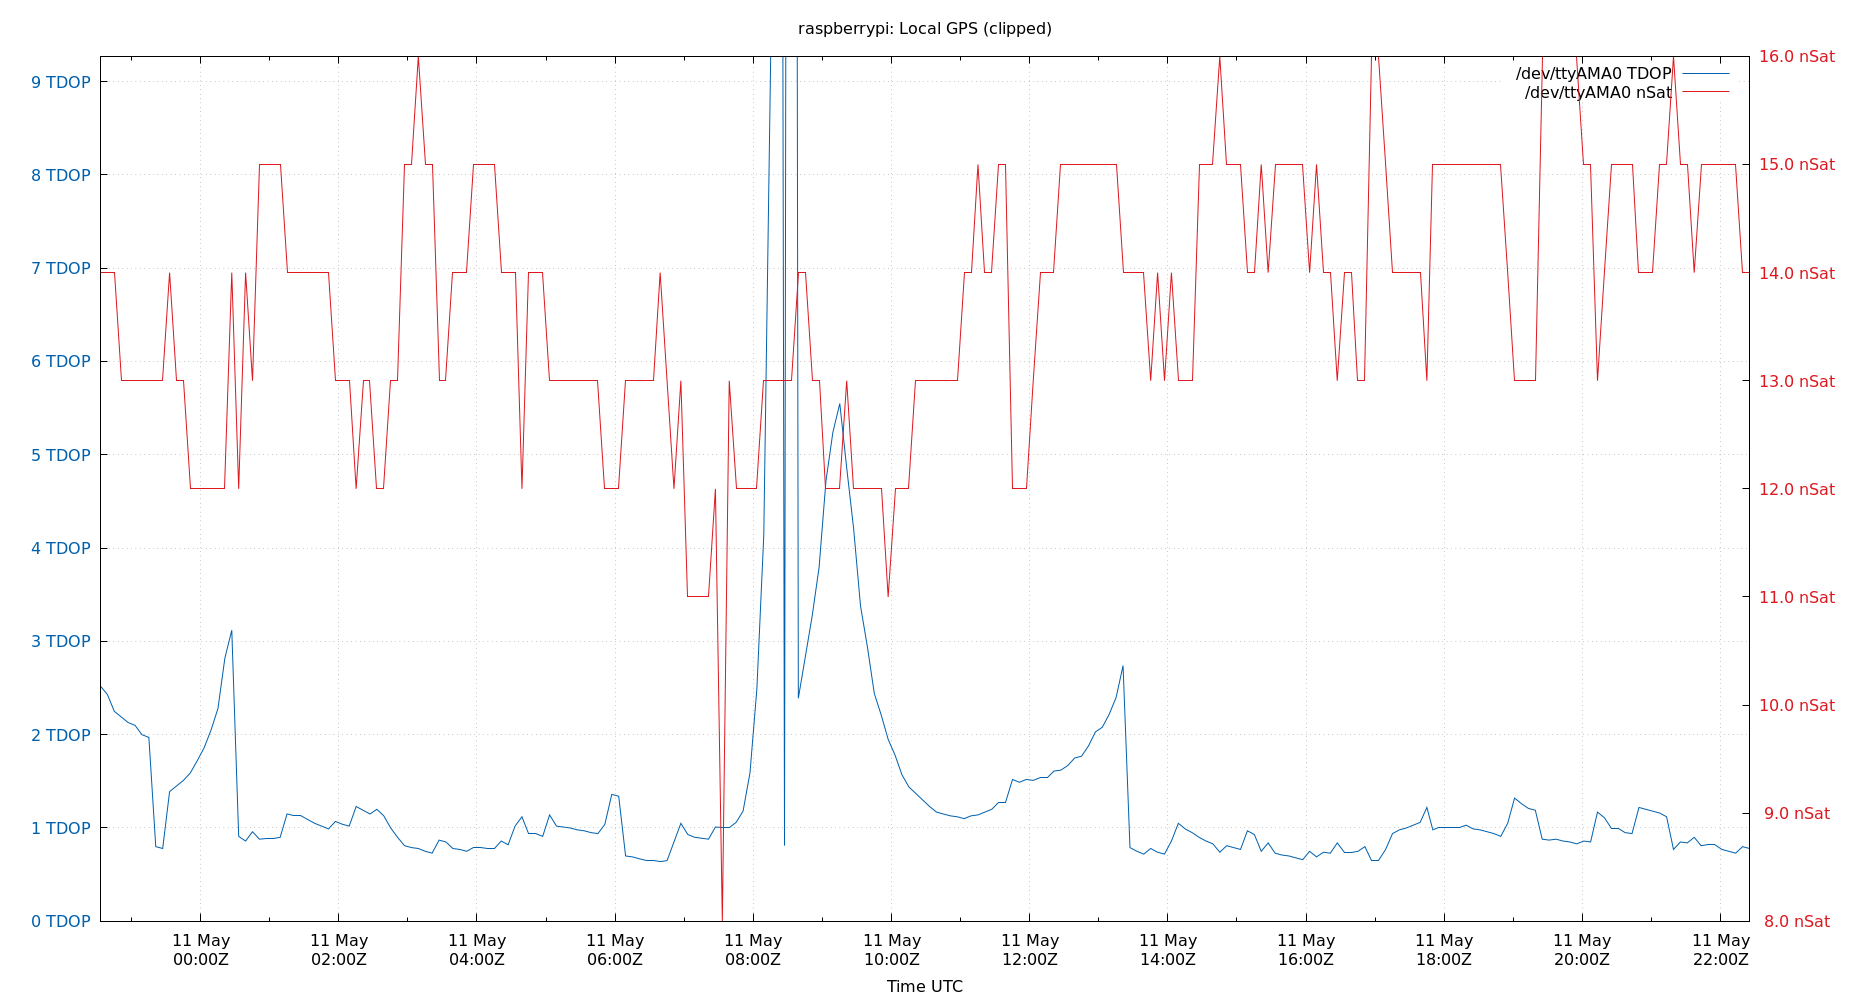 raspberrypi: Local GPS (clipped)
/dev/ttyAMA0 TDOP
/dev/ttyAMA0 nSat
9 TDOP
8 TDOP
7 TDOP
6 TDOP
5 TDOP
4 TDOP
3 TDOP
2 TDOP
1 TDOP
0 TDOP
16.0 nSat
15.0 nSat
14.0 nSat
13.0 nSat
12.0 nSat
11.0 nSat
10.0 nSat
9.0 nSat
8.0 nSat
11 May 11 May 11 May 11 May 11 May 11 May 11 May 11 May 11 May 11 May 11 May 11 May
00:00Z 02:00Z 04:00Z 06:00Z 08:00Z 10:00Z 12:00Z 14:00Z 16:00Z 18:00Z 20:00Z 22:00Z
Time UTC